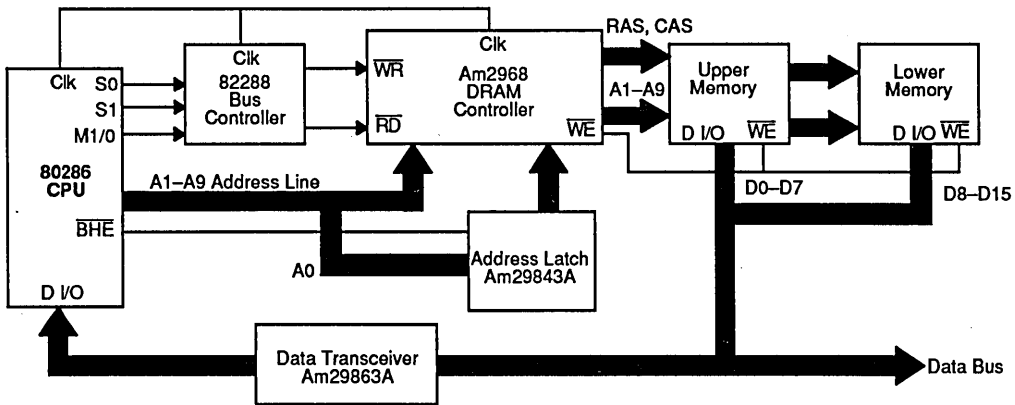 Clk
S0
S1
M1/0
80286
CPU
BHE
D I/O
Clk
82288
Bus
Controller
WR
RD
Clk
Am2968
DRAM
Controller
WE
RAS, CAS
A1–A9
Upper
Memory
D I/O WE
Lower
Memory
D I/O WE
D0–D7
D8–D15
A1–A9 Address Line
A0
Address Latch
Am29843A
Data Transceiver
Am29863A
Data Bus